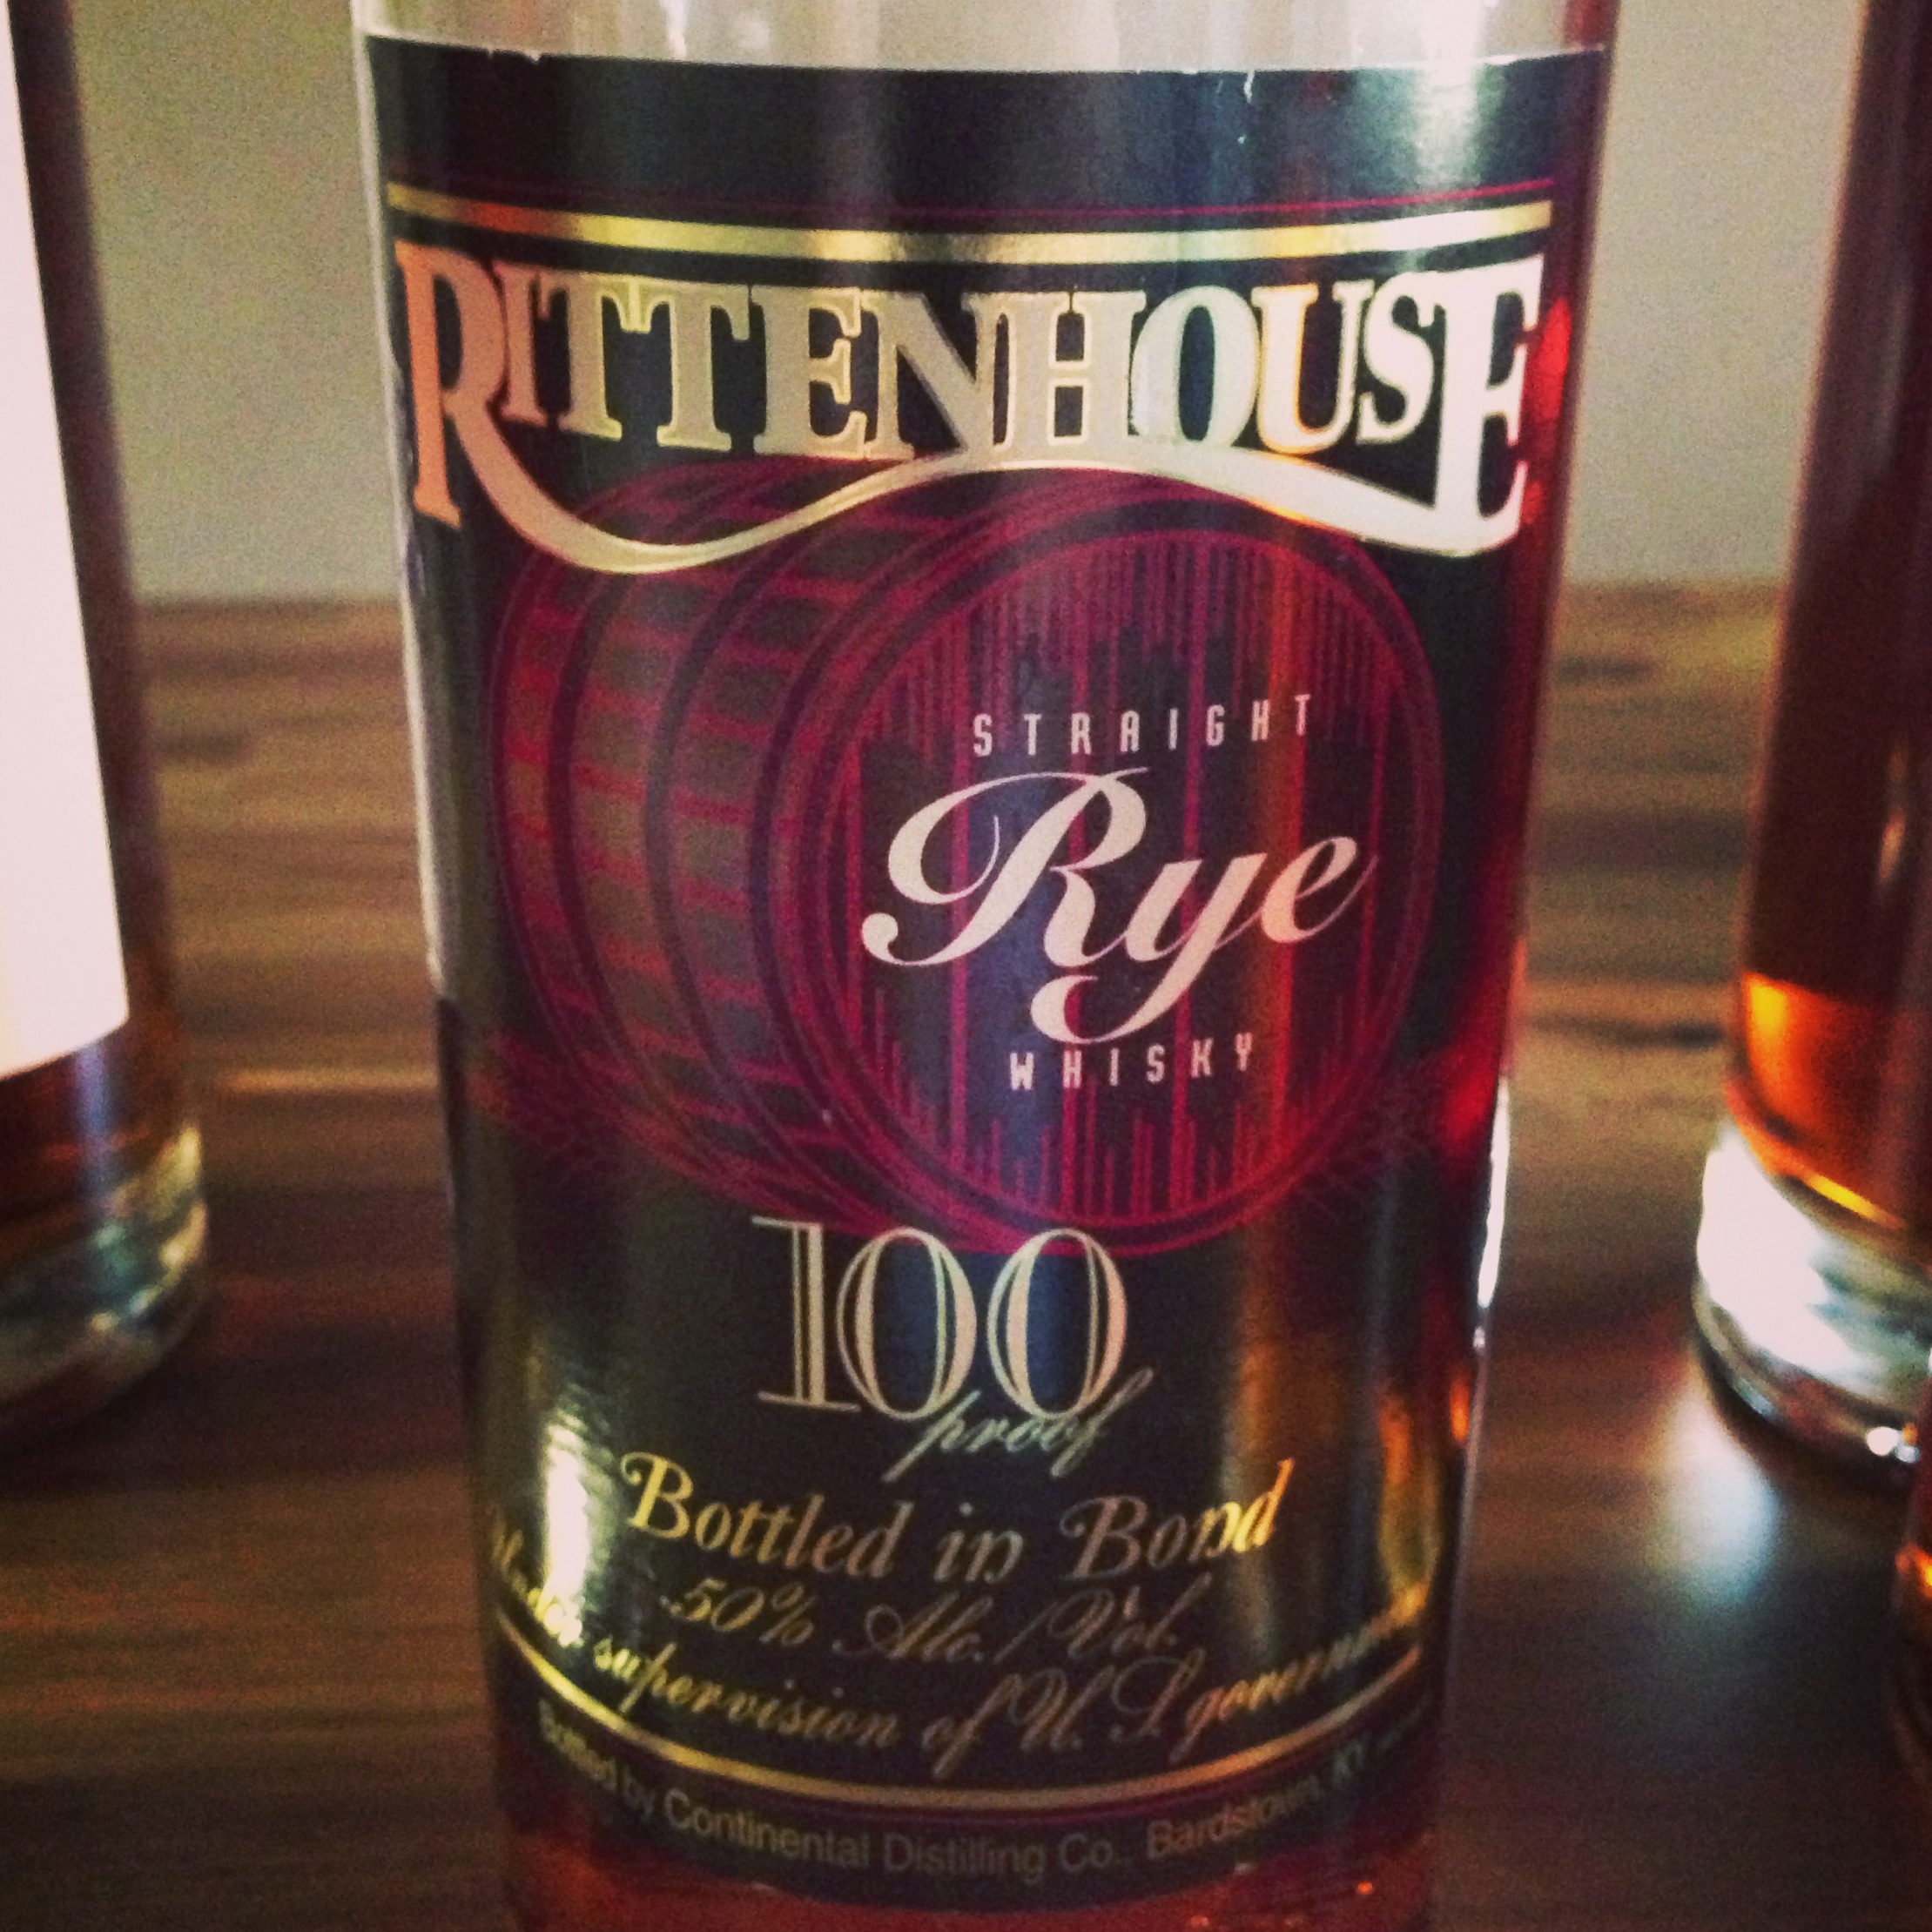 RITTENHOUSE
STRAIGHT
Rye
WHISKY
100
proof
Bottled in Bond
50% Alc./Vol.
Under supervision of U.S. government
Bottled by Continental Distilling Co., Bardstown, KY